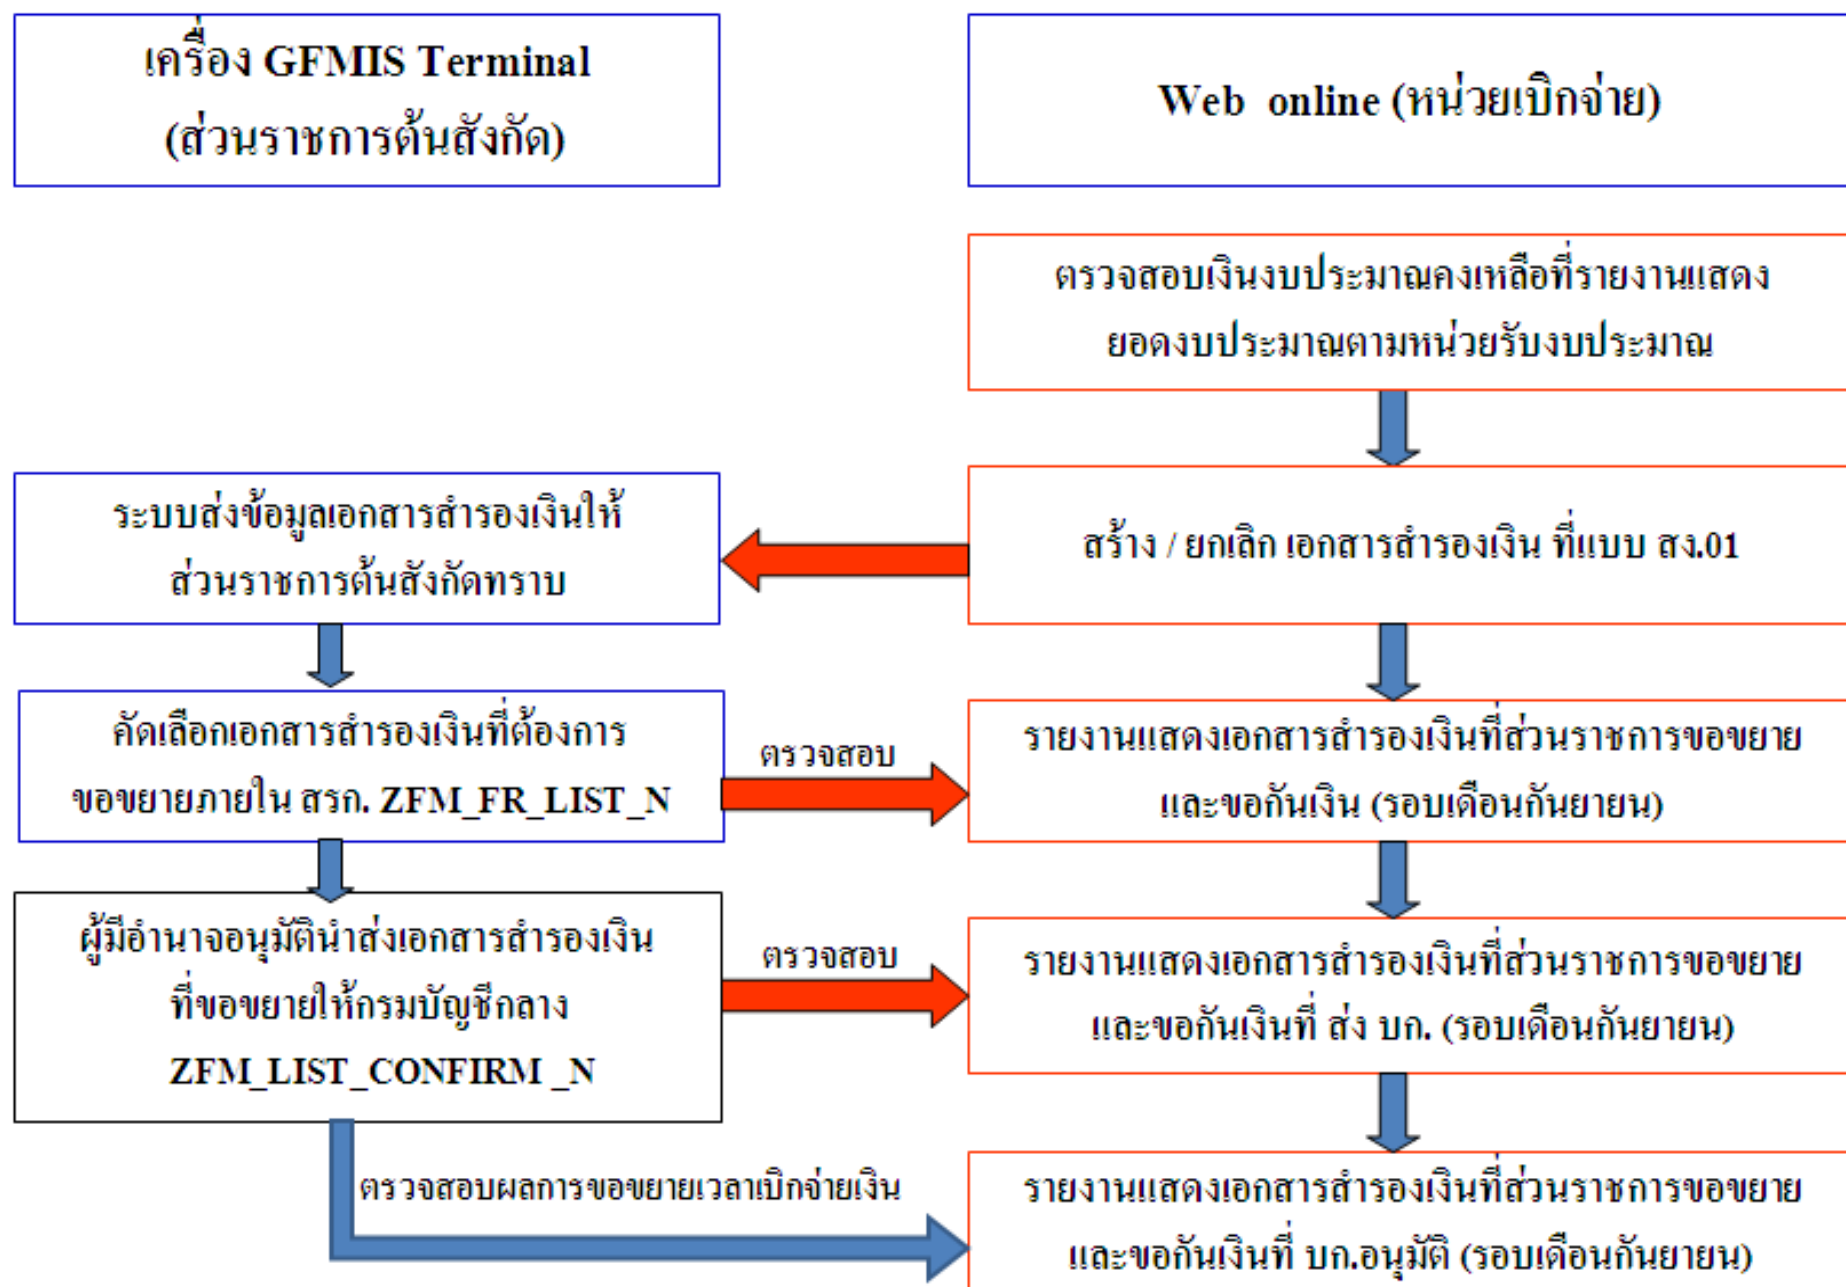 เครื่อง GFMIS Terminal
(ส่วนราชการต้นสังกัด)
Web online (หน่วยเบิกจ่าย)
ตรวจสอบเงินงบประมาณคงเหลือที่รายงานแสดง
ยอดงบประมาณตามหน่วยรับงบประมาณ
ระบบส่งข้อมูลเอกสารสำรองเงินให้
ส่วนราชการต้นสังกัดทราบ
สร้าง / ยกเลิก เอกสารสำรองเงิน ที่แบบ สง.01
คัดเลือกเอกสารสำรองเงินที่ต้องการ
ขอขยายภายใน สรก. ZFM_FR_LIST_N
ตรวจสอบ
รายงานแสดงเอกสารสำรองเงินที่ส่วนราชการขอขยาย
และขอกันเงิน (รอบเดือนกันยายน)
ผู้มีอำนาจอนุมัตินำส่งเอกสารสำรองเงิน
ที่ขอขยายให้กรมบัญชีกลาง
ZFM_LIST_CONFIRM _N
ตรวจสอบ
รายงานแสดงเอกสารสำรองเงินที่ส่วนราชการขอขยาย
และขอกันเงินที่ ส่ง บก. (รอบเดือนกันยายน)
ตรวจสอบผลการขอขยายเวลาเบิกจ่ายเงิน
รายงานแสดงเอกสารสำรองเงินที่ส่วนราชการขอขยาย
และขอกันเงินที่ บก.อนุมัติ (รอบเดือนกันยายน)